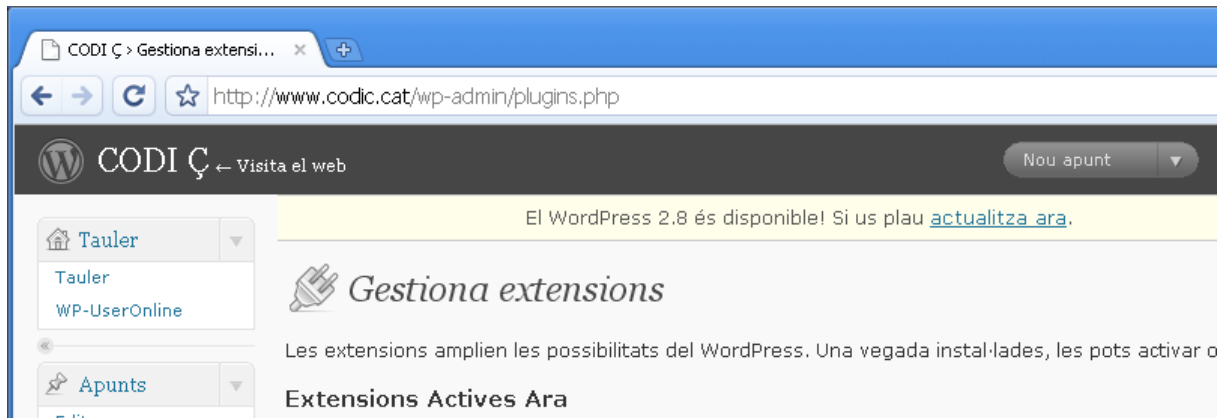 CODI Ç › Gestiona extensi...
http://www.codic.cat/wp-admin/plugins.php
CODI Ç ← Visita el web
Nou apunt
El WordPress 2.8 és disponible! Si us plau actualitza ara.
Tauler
Tauler
WP-UserOnline
Gestiona extensions
Les extensions amplien les possibilitats del WordPress. Una vegada instal·lades, les pots activar o
Apunts
Extensions Actives Ara